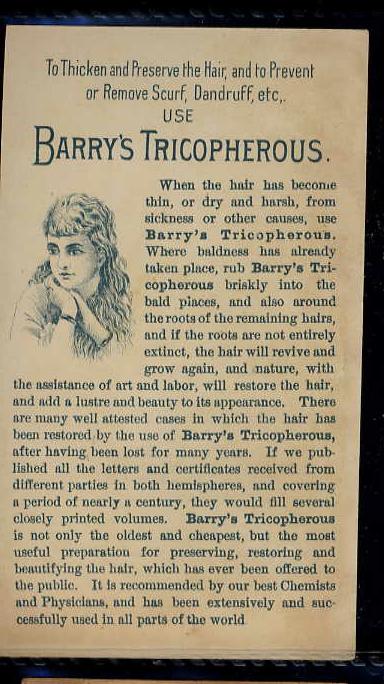 To Thicken and Preserve the Hair, and to Prevent
or Remove Scurf, Dandruff, etc,.
USE
BARRY'S TRICOPHEROUS.
When the hair has become
thin, or dry and harsh, from
sickness or other causes, use
Barry's Tricopherous.
Where baldness has already
taken place, rub Barry's Tri-
copherous briskly into the
bald places, and also around
the roots of the remaining hairs,
and if the roots are not entirely
extinct, the hair will revive and
grow again, and nature, with
the assistance of art and labor, will restore the hair,
and add a lustre and beauty to its appearance. There
are many well attested cases in which the hair has
been restored by the use of Barry's Tricopherous,
after having been lost for many years. If we pub-
lished all the letters and certificates received from
different parties in both hemispheres, and covering
a period of nearly a century, they would fill several
closely printed volumes. Barry's Tricopherous
is not only the oldest and cheapest, but the most
useful preparation for preserving, restoring and
beautifying the hair, which has ever been offered to
the public. It is recommended by our best Chemists
and Physicians, and has been extensively and suc-
cessfully used in all parts of the world